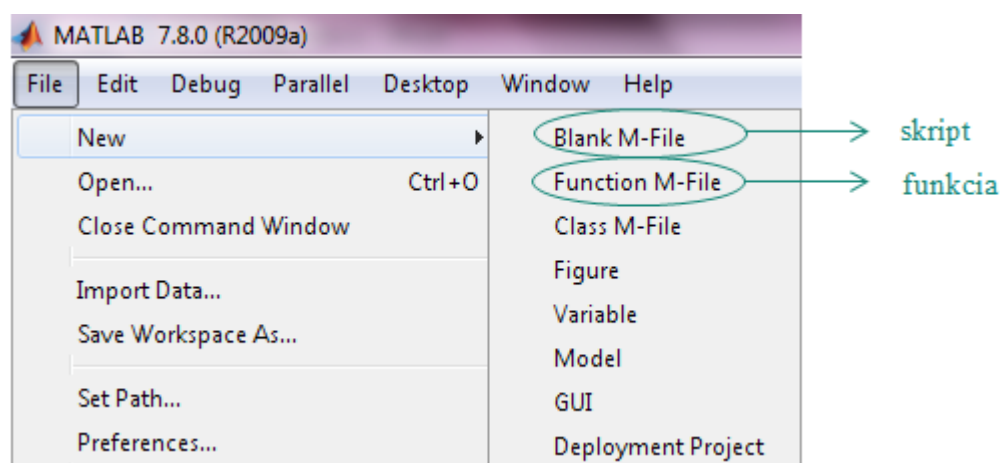 MATLAB 7.8.0 (R2009a)
File Edit Debug Parallel Desktop Window Help
New
Open... Ctrl+O
Close Command Window
Import Data...
Save Workspace As...
Set Path...
Preferences...
Blank M-File skript
Function M-File funkcia
Class M-File
Figure
Variable
Model
GUI
Deployment Project